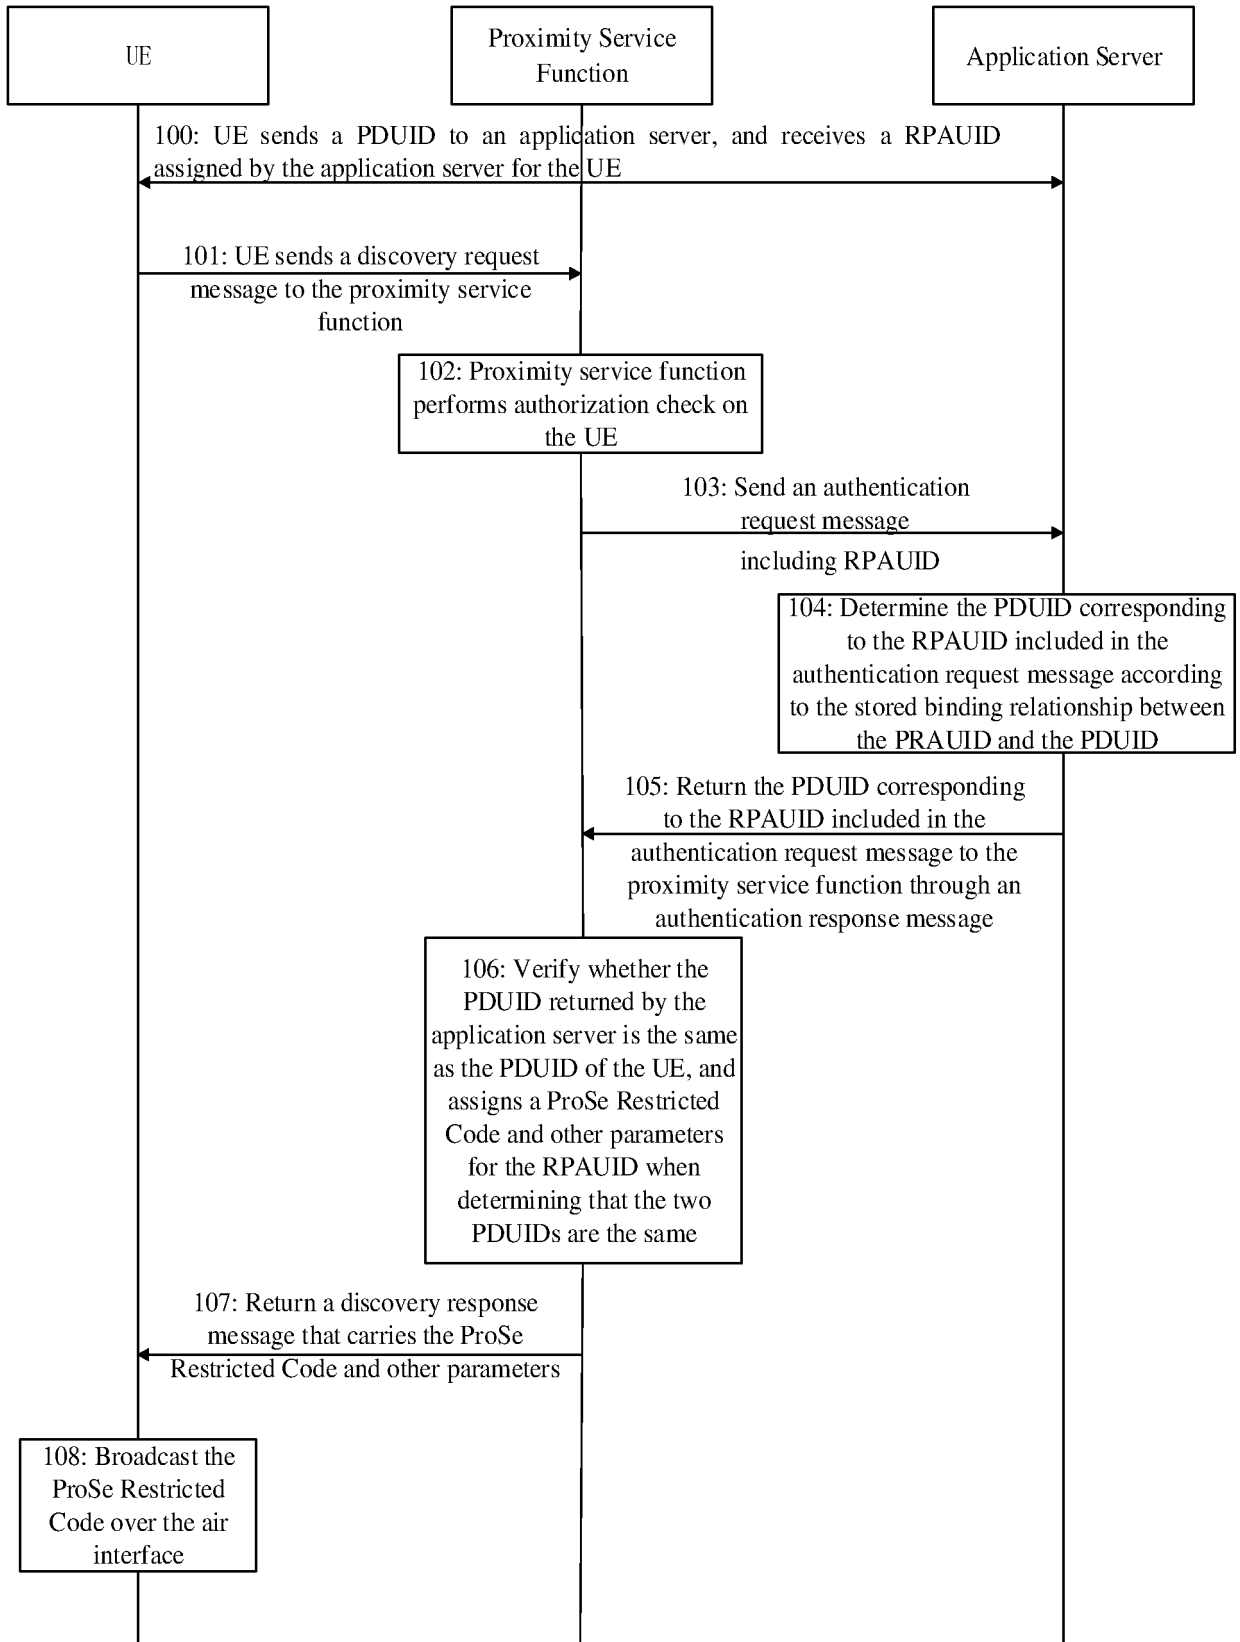 UE
Proximity Service
Function
Application Server
100: UE sends a PDUID to an application server, and receives a RPAUID
assigned by the application server for the UE
101: UE sends a discovery request
message to the proximity service
function
102: Proximity service function
performs authorization check on
the UE
103: Send an authentication
request message
including RPAUID
104: Determine the PDUID corresponding
to the RPAUID included in the
authentication request message according
to the stored binding relationship between
the PRAUID and the PDUID
105: Return the PDUID corresponding
to the RPAUID included in the
authentication request message to the
proximity service function through an
authentication response message
106: Verify whether the
PDUID returned by the
application server is the same
as the PDUID of the UE, and
assigns a ProSe Restricted
Code and other parameters
for the RPAUID when
determining that the two
PDUIDs are the same
107: Return a discovery response
message that carries the ProSe
Restricted Code and other parameters
108: Broadcast the
ProSe Restricted
Code over the air
interface